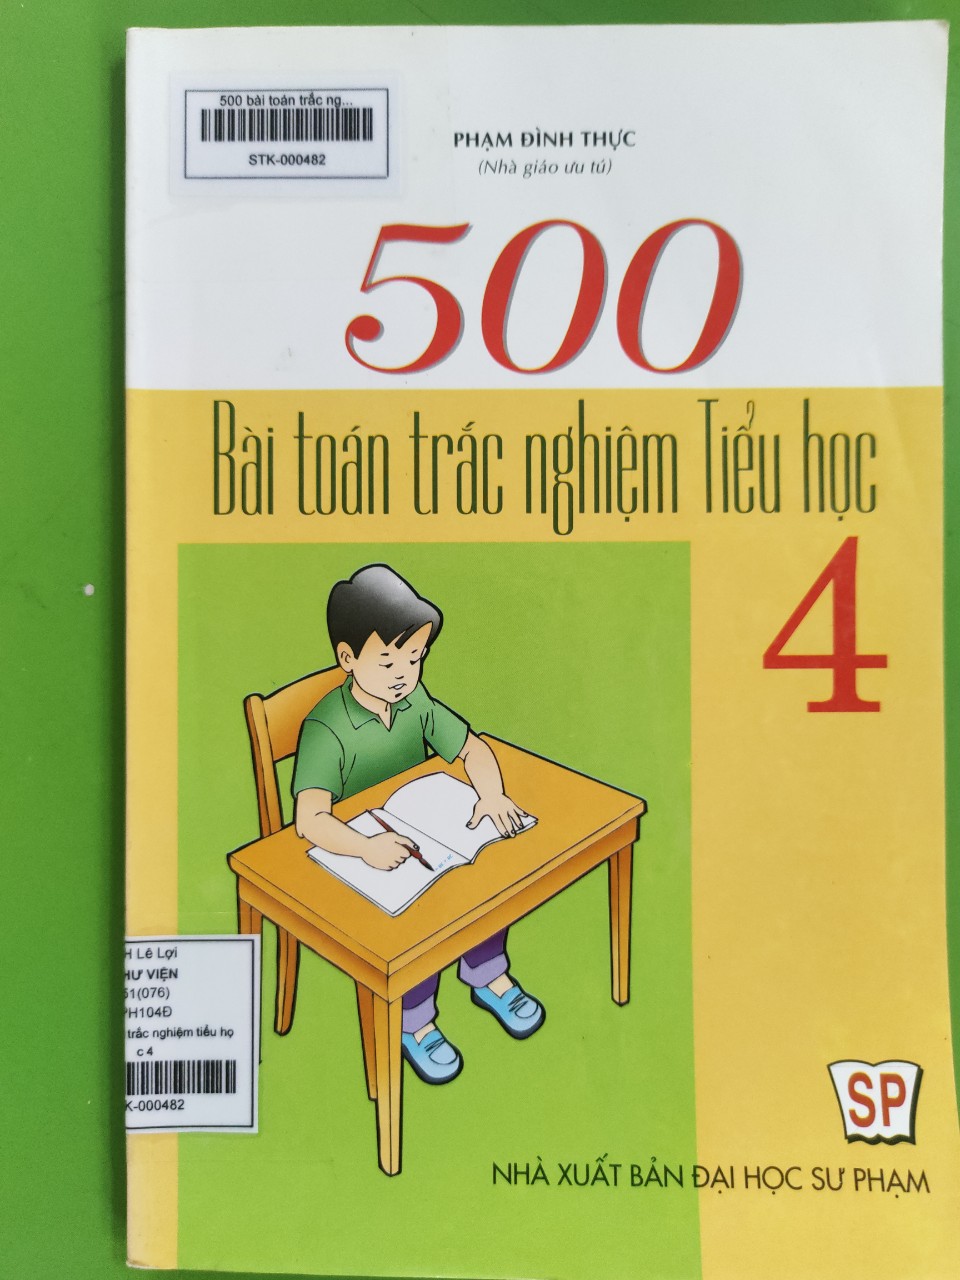 500 bài toán trắc ng...
STK-000482
PHẠM ĐÌNH THỰC
(Nhà giáo ưu tú)
500
Bài toán trắc nghiệm Tiểu học
4
H Lê Lợi
HƯ VIỆN
51(076)
PH104Đ
trắc nghiệm tiểu họ
c 4
K-000482
SP
NHÀ XUẤT BẢN ĐẠI HỌC SƯ PHẠM